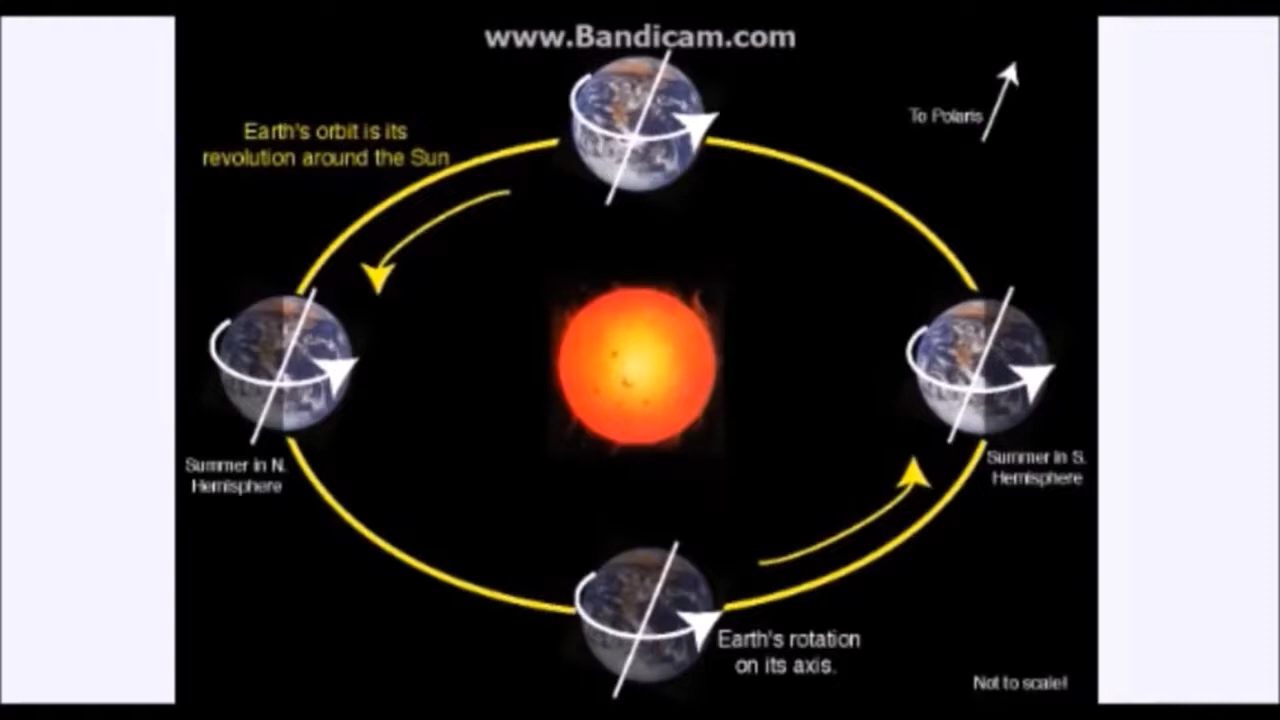 www.Bandicam.com
To Polaris
Earth's orbit is its
revolution around the Sun
Summer in N.
Hemisphere
Summer in S.
Hemisphere
Earth's rotation
on its axis.
Not to scale!